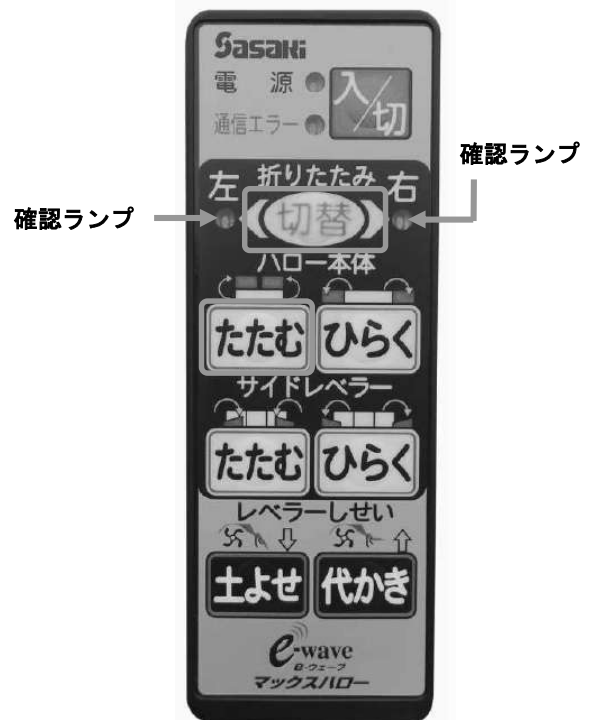 Sasaki
電 源
入/切
通信エラー
確認ランプ
左 折りたたみ 右
確認ランプ
切替
ハロー本体
たたむ ひらく
サイドレベラー
たたむ ひらく
レベラーしせい
土よせ 代かき
e-wave
e-ウェーブ
マックスハロー